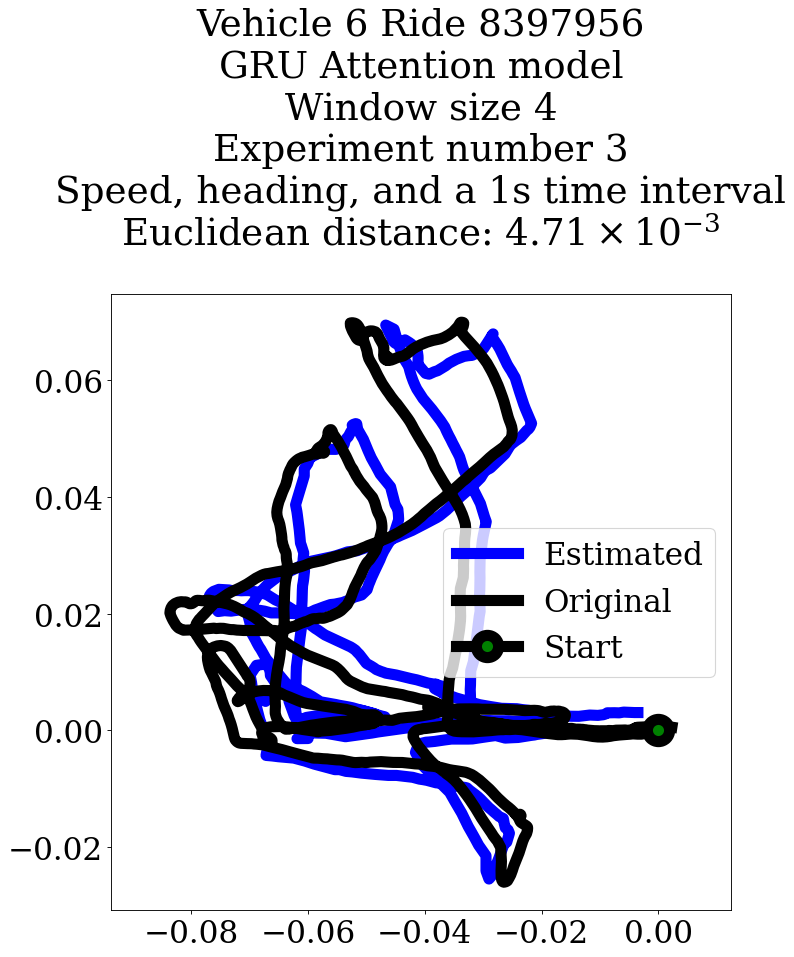 Vehicle 6 Ride 8397956
GRU Attention model
Window size 4
Experiment number 3
Speed, heading, and a 1s time interval
Euclidean distance: 4.71 × 10⁻³
0.06
0.04
0.02
0.00
−0.02
Estimated
Original
Start
−0.08 −0.06 −0.04 −0.02 0.00